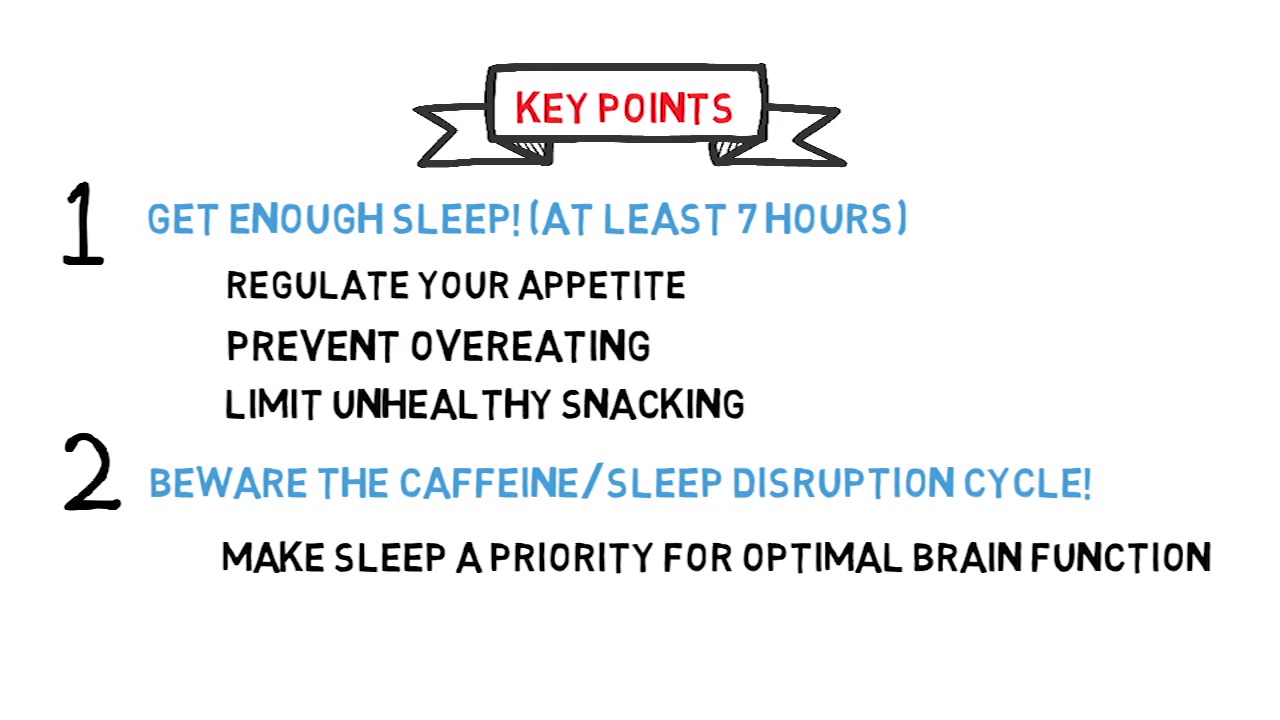 KEY POINTS
1 GET ENOUGH SLEEP! (AT LEAST 7 HOURS)
REGULATE YOUR APPETITE
PREVENT OVEREATING
LIMIT UNHEALTHY SNACKING
2 BEWARE THE CAFFEINE/SLEEP DISRUPTION CYCLE!
MAKE SLEEP A PRIORITY FOR OPTIMAL BRAIN FUNCTION